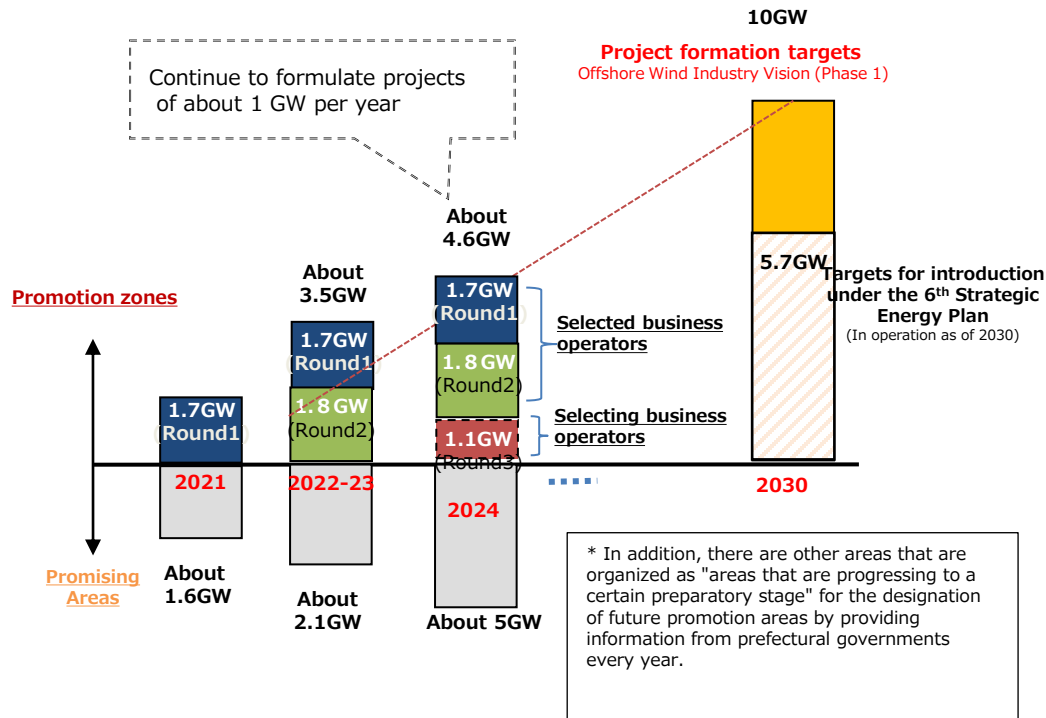 10GW
Project formation targets
Offshore Wind Industry Vision (Phase 1)
Continue to formulate projects
of about 1 GW per year
About
4.6GW
About
3.5GW
Promotion zones
1.7GW
(Round1)
1.7GW
(Round1)
1.8GW
(Round2)
1.7GW
(Round1)
1.8GW
(Round2)
1.1GW
(Round3)
Selected business
operators
Selecting business
operators
5.7GW
Targets for introduction
under the 6th Strategic
Energy Plan
(In operation as of 2030)
2021
2022-23
2024
2030
Promising
Areas
About
1.6GW
About
2.1GW
About 5GW
* In addition, there are other areas that are
organized as "areas that are progressing to a
certain preparatory stage" for the designation
of future promotion areas by providing
information from prefectural governments
every year.